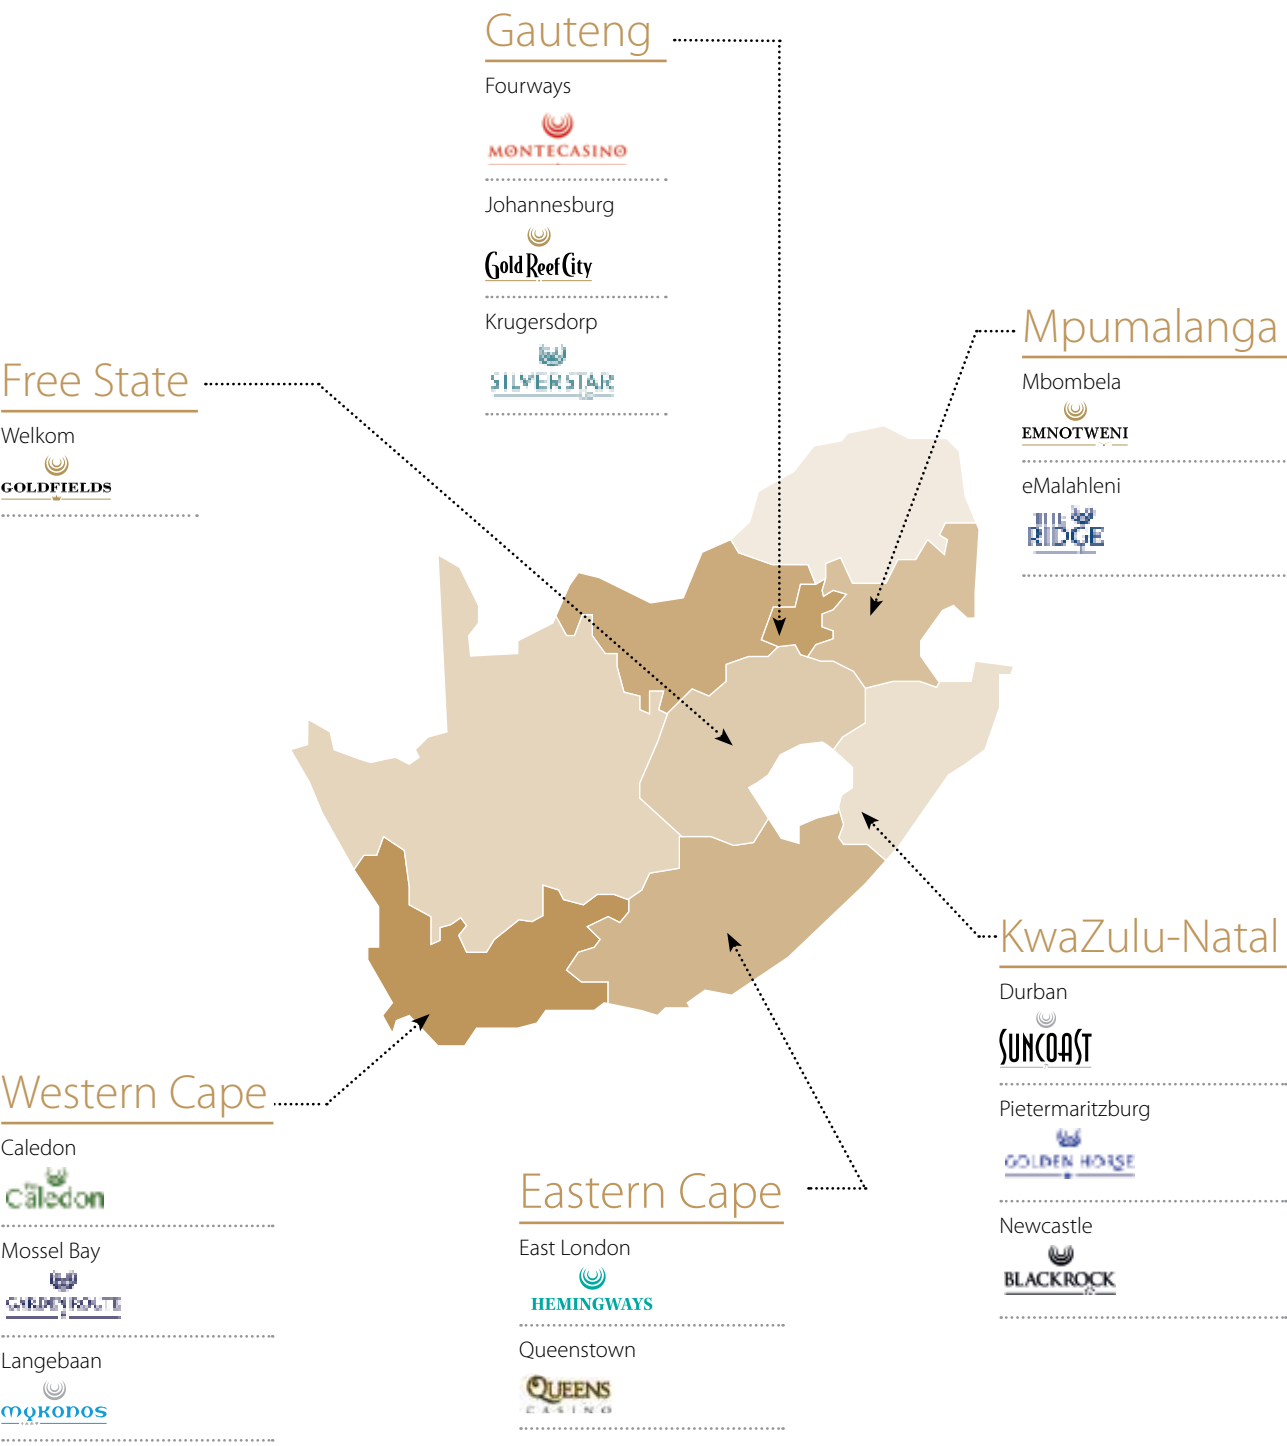 Gauteng
Fourways
MONTECASINO
Johannesburg
Gold Reef City
Krugersdorp
SILVERSTAR
Mpumalanga
Mbombela
EMNOTWENI
eMalahleni
THE
RIDGE
Free State
Welkom
GOLDFIELDS
KwaZulu-Natal
Durban
SUNCOAST
Pietermaritzburg
GOLDEN HORSE
Newcastle
BLACKROCK
Western Cape
Caledon
The
Caledon
Mossel Bay
GARDEN ROUTE
Langebaan
MYKONOS
Eastern Cape
East London
HEMINGWAYS
Queenstown
QUEENS
CASINO